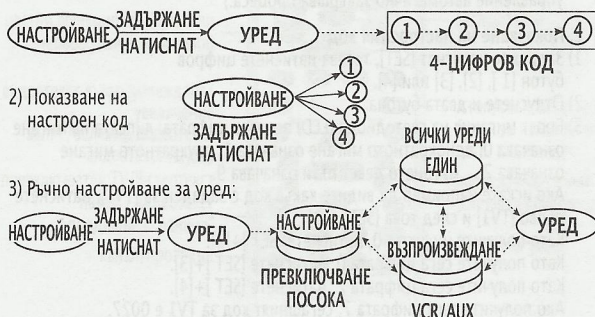 НАСТРОЙВАНЕ ЗАДЪРЖАНЕ НАТИСНАТ УРЕД 1 2 3 4
4-ЦИФРОВ КОД
2) Показване на
настроен код
НАСТРОЙВАНЕ 1 2 3 4
ЗАДЪРЖАНЕ
НАТИСНАТ
3) Ръчно настройване за уред:
НАСТРОЙВАНЕ ЗАДЪРЖАНЕ НАТИСНАТ УРЕД
НАСТРОЙВАНЕ
ПРЕВКЛЮЧВАНЕ
ПОСОКА
ВСИЧКИ УРЕДИ
ЕДИН
ВЪЗПРОИЗВЕЖДАНЕ
VCR/AUX
УРЕД